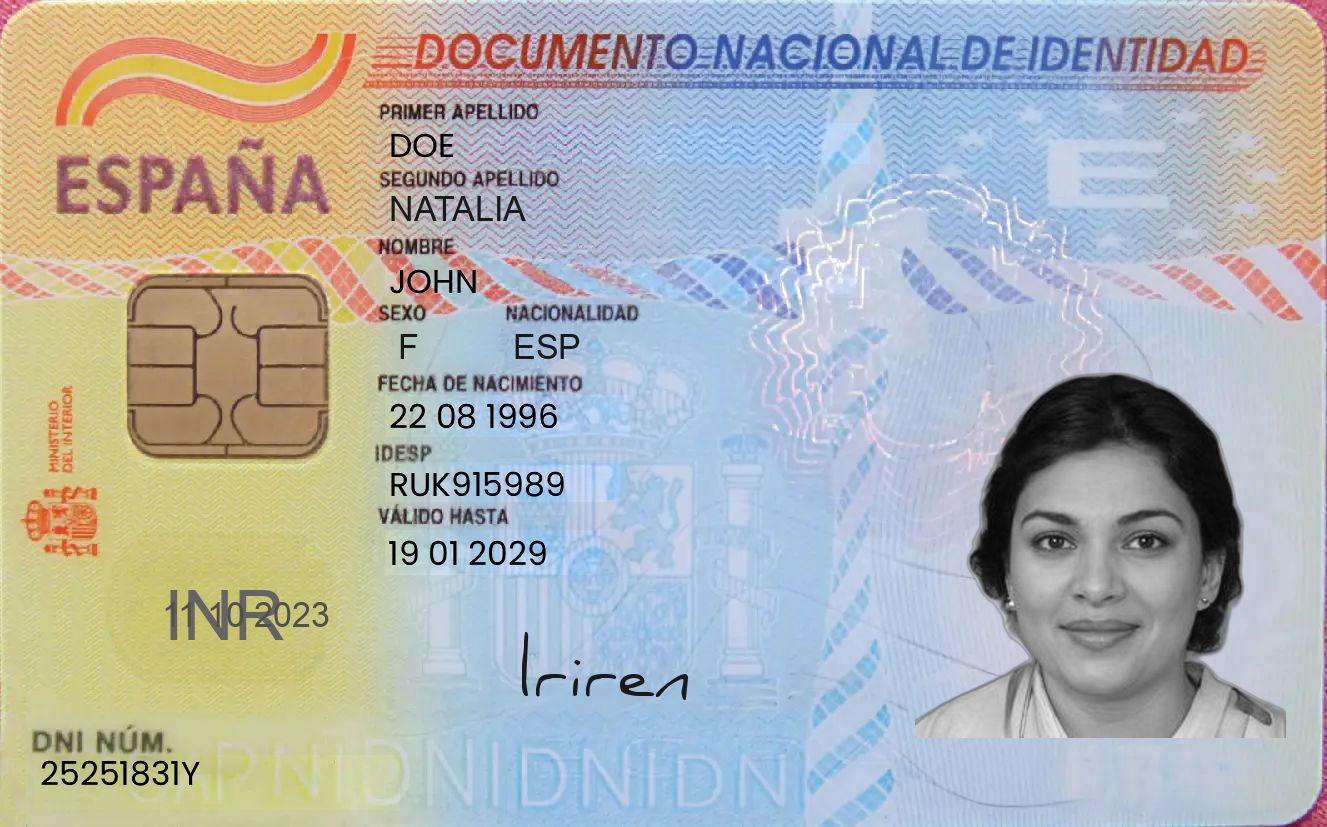 DOCUMENTO NACIONAL DE IDENTIDAD
ESPAÑA
PRIMER APELLIDO
DOE
SEGUNDO APELLIDO
NATALIA
NOMBRE
JOHN
SEXO NACIONALIDAD
F ESP
FECHA DE NACIMIENTO
22 08 1996
IDESP
RUK915989
VÁLIDO HASTA
19 01 2029
MINISTERIO
DEL INTERIOR
E
INR
11 10 2023
Iriren
DNI NÚM.
25251831Y
DNIDNIDNIDN